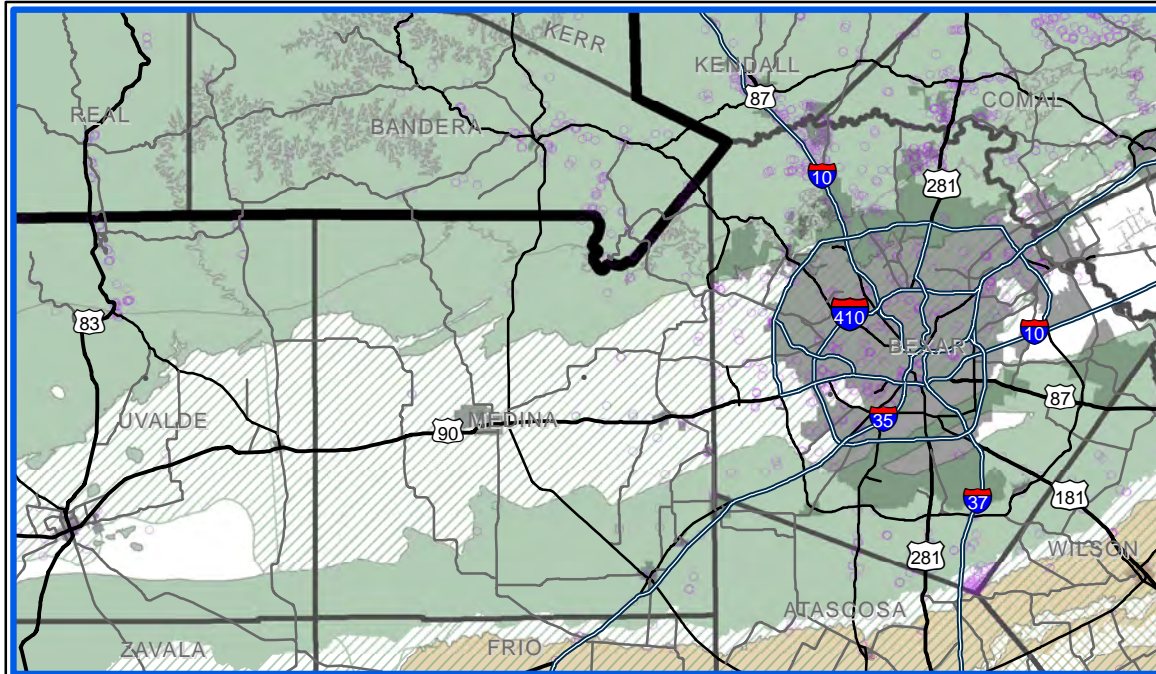 KERR
KENDALL
87
COMAL
REAL
BANDERA
10
281
83
410
10
BEXAR
UVALDE
MEDINA
90
35
87
37
181
281
WILSON
ATASCOSA
ZAVALA
FRIO